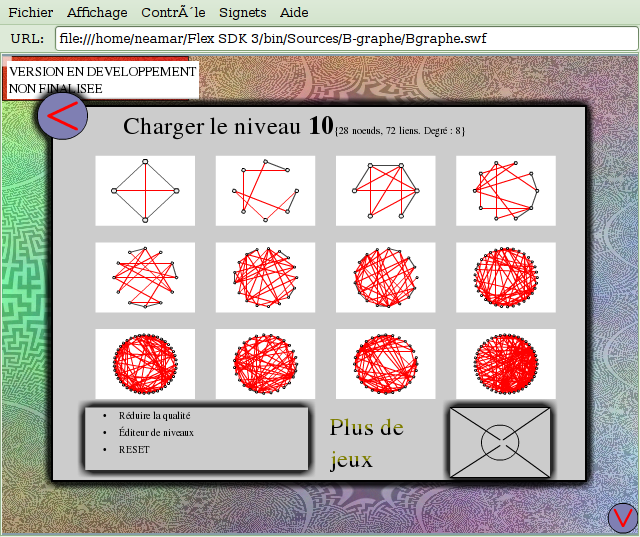 Fichier Affichage ContrÃ´le Signets Aide
URL: file:///home/neamar/Flex SDK 3/bin/Sources/B-graphe/Bgraphe.swf
VERSION EN DEVELOPPEMENT
NON FINALISEE
Charger le niveau 10{28 noeuds, 72 liens. Degré : 8}
• Réduire la qualité
• Éditeur de niveaux
• RESET
Plus de
jeux